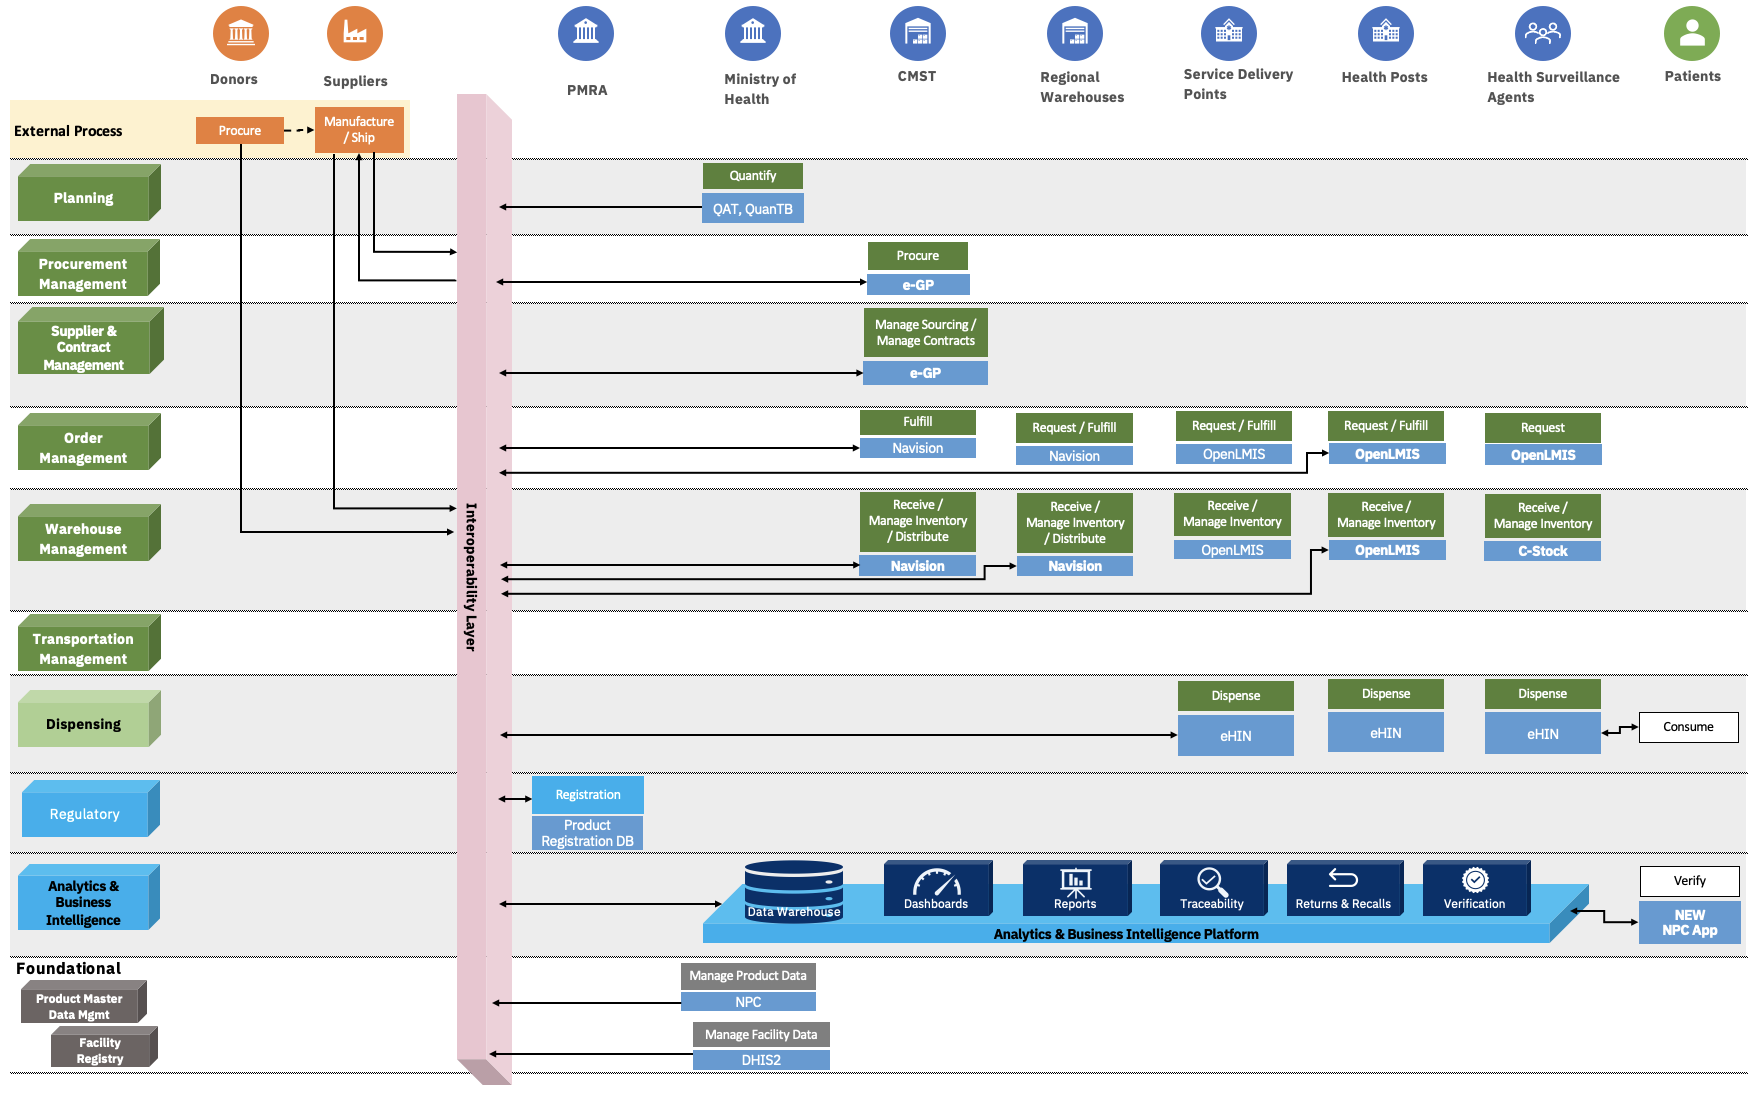 Donors
Suppliers
PMRA
Ministry of
Health
CMST
Regional
Warehouses
Service Delivery
Points
Health Posts
Health Surveillance
Agents
Patients
External Process
Procure
Manufacture
/ Ship
Interoperability Layer
Planning
Quantify
QAT, QuanTB
Procurement
Management
Procure
e-GP
Supplier &
Contract
Management
Manage Sourcing /
Manage Contracts
e-GP
Order
Management
Fulfill
Navision
Request / Fulfill
Navision
Request / Fulfill
OpenLMIS
Request / Fulfill
OpenLMIS
Request
OpenLMIS
Warehouse
Management
Receive /
Manage Inventory
/ Distribute
Navision
Receive /
Manage Inventory
/ Distribute
Navision
Receive /
Manage Inventory
OpenLMIS
Receive /
Manage Inventory
OpenLMIS
Receive /
Manage Inventory
C-Stock
Transportation
Management
Dispensing
Dispense
eHIN
Dispense
eHIN
Dispense
eHIN
Consume
Regulatory
Registration
Product
Registration DB
Analytics &
Business
Intelligence
Data Warehouse
Dashboards
Reports
Traceability
Returns & Recalls
Verification
Analytics & Business Intelligence Platform
Verify
NEW
NPC App
Foundational
Product Master
Data Mgmt
Manage Product Data
NPC
Facility
Registry
Manage Facility Data
DHIS2